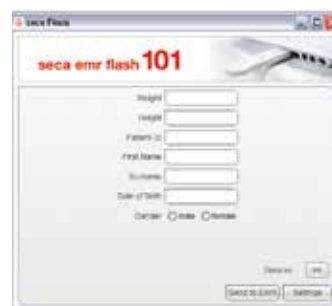 seca Flash
seca emr flash 101
Weight
Height
Patient ID
First Name
Surname
Date of Birth
Gender male female
Send to EMR Settings